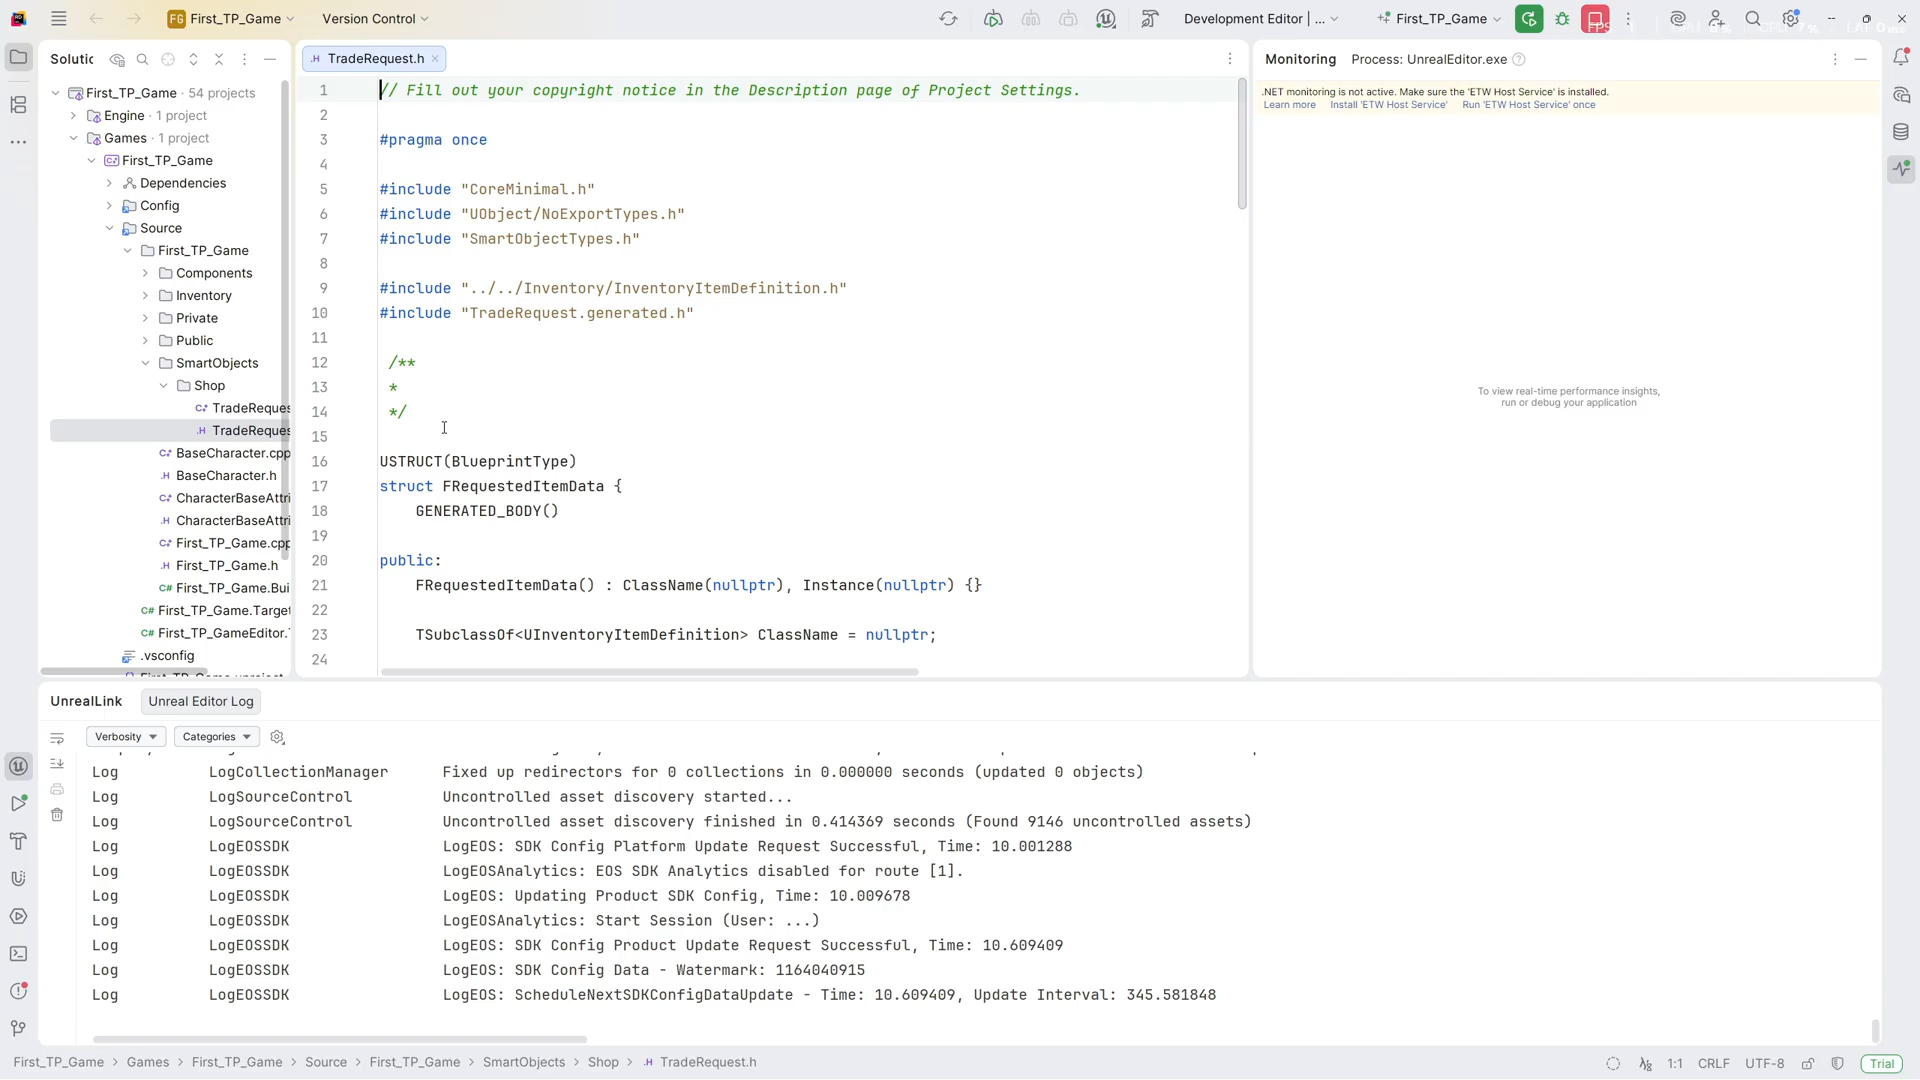 FG First_TP_Game
Version Control
Development Editor | ...
First_TP_Game
Solutic
First_TP_Game · 54 projects
Engine · 1 project
Games · 1 project
First_TP_Game
Dependencies
Config
Source
First_TP_Game
Components
Inventory
Private
Public
SmartObjects
Shop
TradeReques
TradeReques
BaseCharacter.cpp
BaseCharacter.h
CharacterBaseAttri
CharacterBaseAttri
First_TP_Game.cpp
First_TP_Game.h
First_TP_Game.Bui
First_TP_Game.Target
First_TP_GameEditor.
.vsconfig
TradeRequest.h
1 // Fill out your copyright notice in the Description page of Project Settings.
2
3 #pragma once
4
5 #include "CoreMinimal.h"
6 #include "UObject/NoExportTypes.h"
7 #include "SmartObjectTypes.h"
8
9 #include "../../Inventory/InventoryItemDefinition.h"
10 #include "TradeRequest.generated.h"
11
12 /**
13 *
14 */
15
16 USTRUCT(BlueprintType)
17 struct FRequestedItemData {
18 GENERATED_BODY()
19
20 public:
21 FRequestedItemData() : ClassName(nullptr), Instance(nullptr) {}
22
23 TSubclassOf<UInventoryItemDefinition> ClassName = nullptr;
24
Monitoring Process: UnrealEditor.exe
.NET monitoring is not active. Make sure the 'ETW Host Service' is installed.
Learn more Install 'ETW Host Service' Run 'ETW Host Service' once
To view real-time performance insights,
run or debug your application
UnrealLink Unreal Editor Log
Verbosity Categories
Log LogCollectionManager Fixed up redirectors for 0 collections in 0.000000 seconds (updated 0 objects)
Log LogSourceControl Uncontrolled asset discovery started...
Log LogSourceControl Uncontrolled asset discovery finished in 0.414369 seconds (Found 9146 uncontrolled assets)
Log LogEOSSDK LogEOS: SDK Config Platform Update Request Successful, Time: 10.001288
Log LogEOSSDK LogEOSAnalytics: EOS SDK Analytics disabled for route [1].
Log LogEOSSDK LogEOS: Updating Product SDK Config, Time: 10.009678
Log LogEOSSDK LogEOSAnalytics: Start Session (User: ...)
Log LogEOSSDK LogEOS: SDK Config Product Update Request Successful, Time: 10.609409
Log LogEOSSDK LogEOS: SDK Config Data - Watermark: 1164040915
Log LogEOSSDK LogEOS: ScheduleNextSDKConfigDataUpdate - Time: 10.609409, Update Interval: 345.581848
First_TP_Game > Games > First_TP_Game > Source > First_TP_Game > SmartObjects > Shop > .H TradeRequest.h
1:1 CRLF UTF-8 Trial